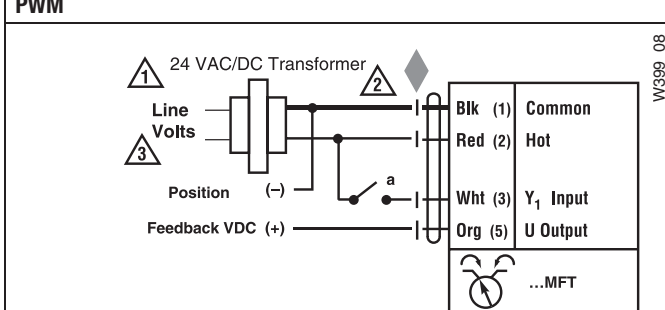 PWM
W399_08
24 VAC/DC Transformer
1
2
Line
Volts
3
Blk (1) Common
Red (2) Hot
a
Position (–)
Wht (3) Y₁ Input
Feedback VDC (+)
Org (5) U Output
...MFT